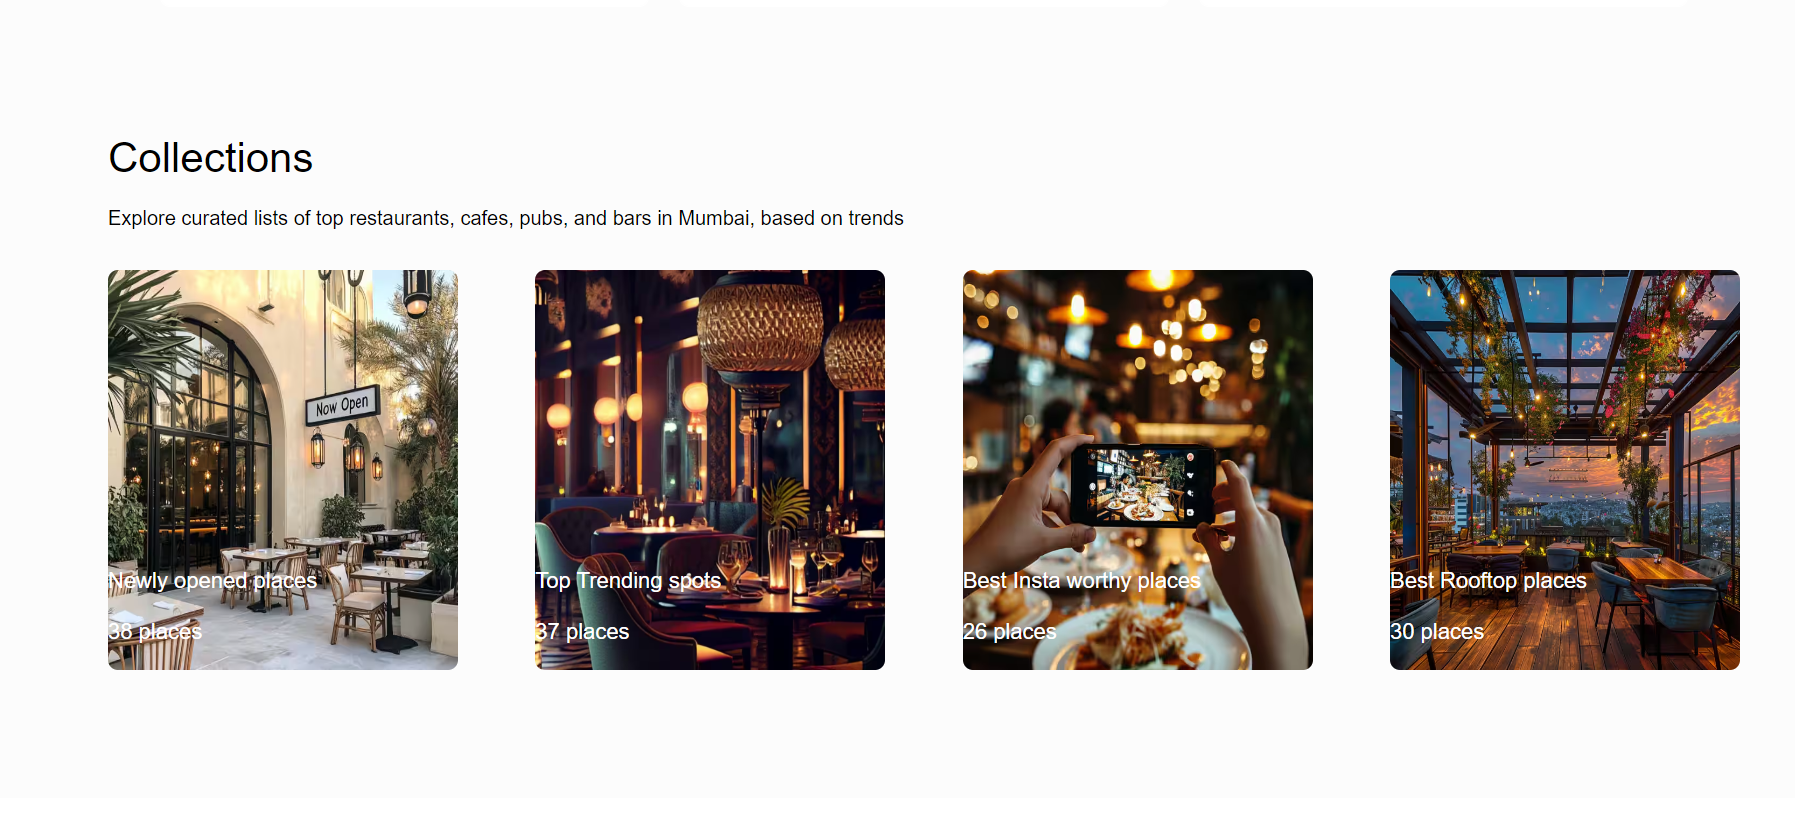 Collections
Explore curated lists of top restaurants, cafes, pubs, and bars in Mumbai, based on trends
Now Open
Newly opened places
38 places
Top Trending spots
37 places
Best Insta worthy places
26 places
Best Rooftop places
30 places